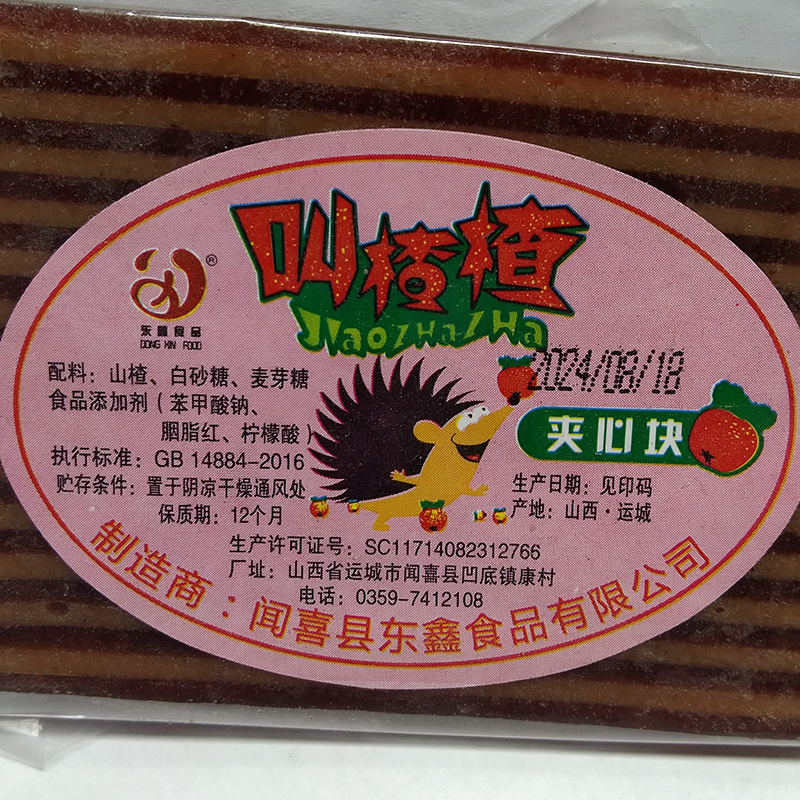 叫楂楂
JiaoZHaZHa
®
东鑫食品
DONG XIN FOOD
2024/08/18
配料：山楂、白砂糖、麦芽糖
食品添加剂（苯甲酸钠、
胭脂红、柠檬酸）
执行标准：GB 14884-2016
贮存条件：置于阴凉干燥通风处
保质期：12个月
夹心块
生产日期：见印码
产地：山西·运城
生产许可证号：SC11714082312766
厂址：山西省运城市闻喜县凹底镇康村
电话：0359-7412108
制造商：闻喜县东鑫食品有限公司